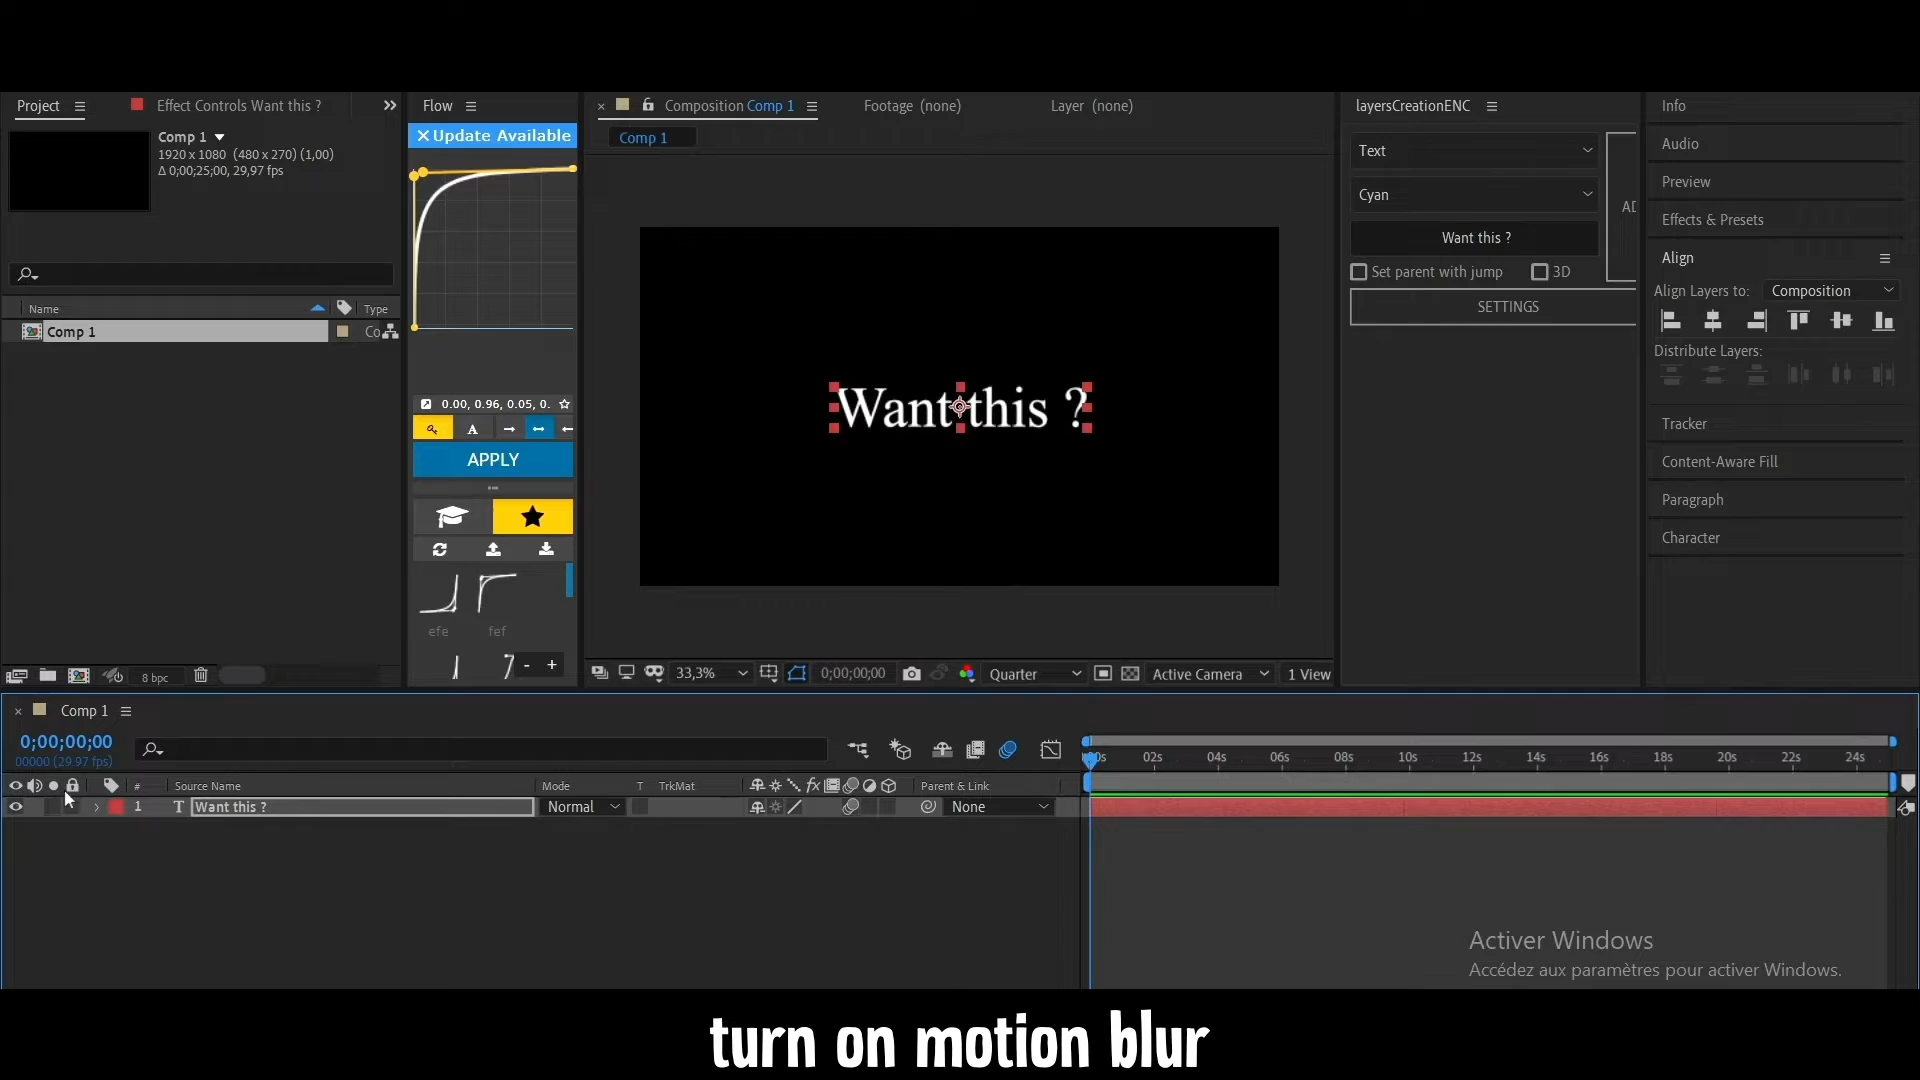 Project
Effect Controls Want this ?
Comp 1
1920 x 1080 (480 x 270) (1,00)
Δ 0;00;25;00, 29,97 fps
Name
Type
Comp 1
Co
8 bpc
Flow
Update Available
0.00, 0.96, 0.05, 0.
A
APPLY
efe
fef
- +
Composition Comp 1
Footage (none)
Layer (none)
Comp 1
Want this ?
33,3%
0;00;00;00
Quarter
Active Camera
1 View
layersCreationENC
Text
Cyan
AD
Want this ?
Set parent with jump
3D
SETTINGS
Info
Audio
Preview
Effects & Presets
Align
Align Layers to: Composition
Distribute Layers:
Tracker
Content-Aware Fill
Paragraph
Character
Comp 1
0;00;00;00
00000 (29.97 fps)
# Source Name Mode T TrkMat Parent & Link
1 T Want this ? Normal None
00s 02s 04s 06s 08s 10s 12s 14s 16s 18s 20s 22s 24s
Activer Windows
Accédez aux paramètres pour activer Windows.
turn on motion blur